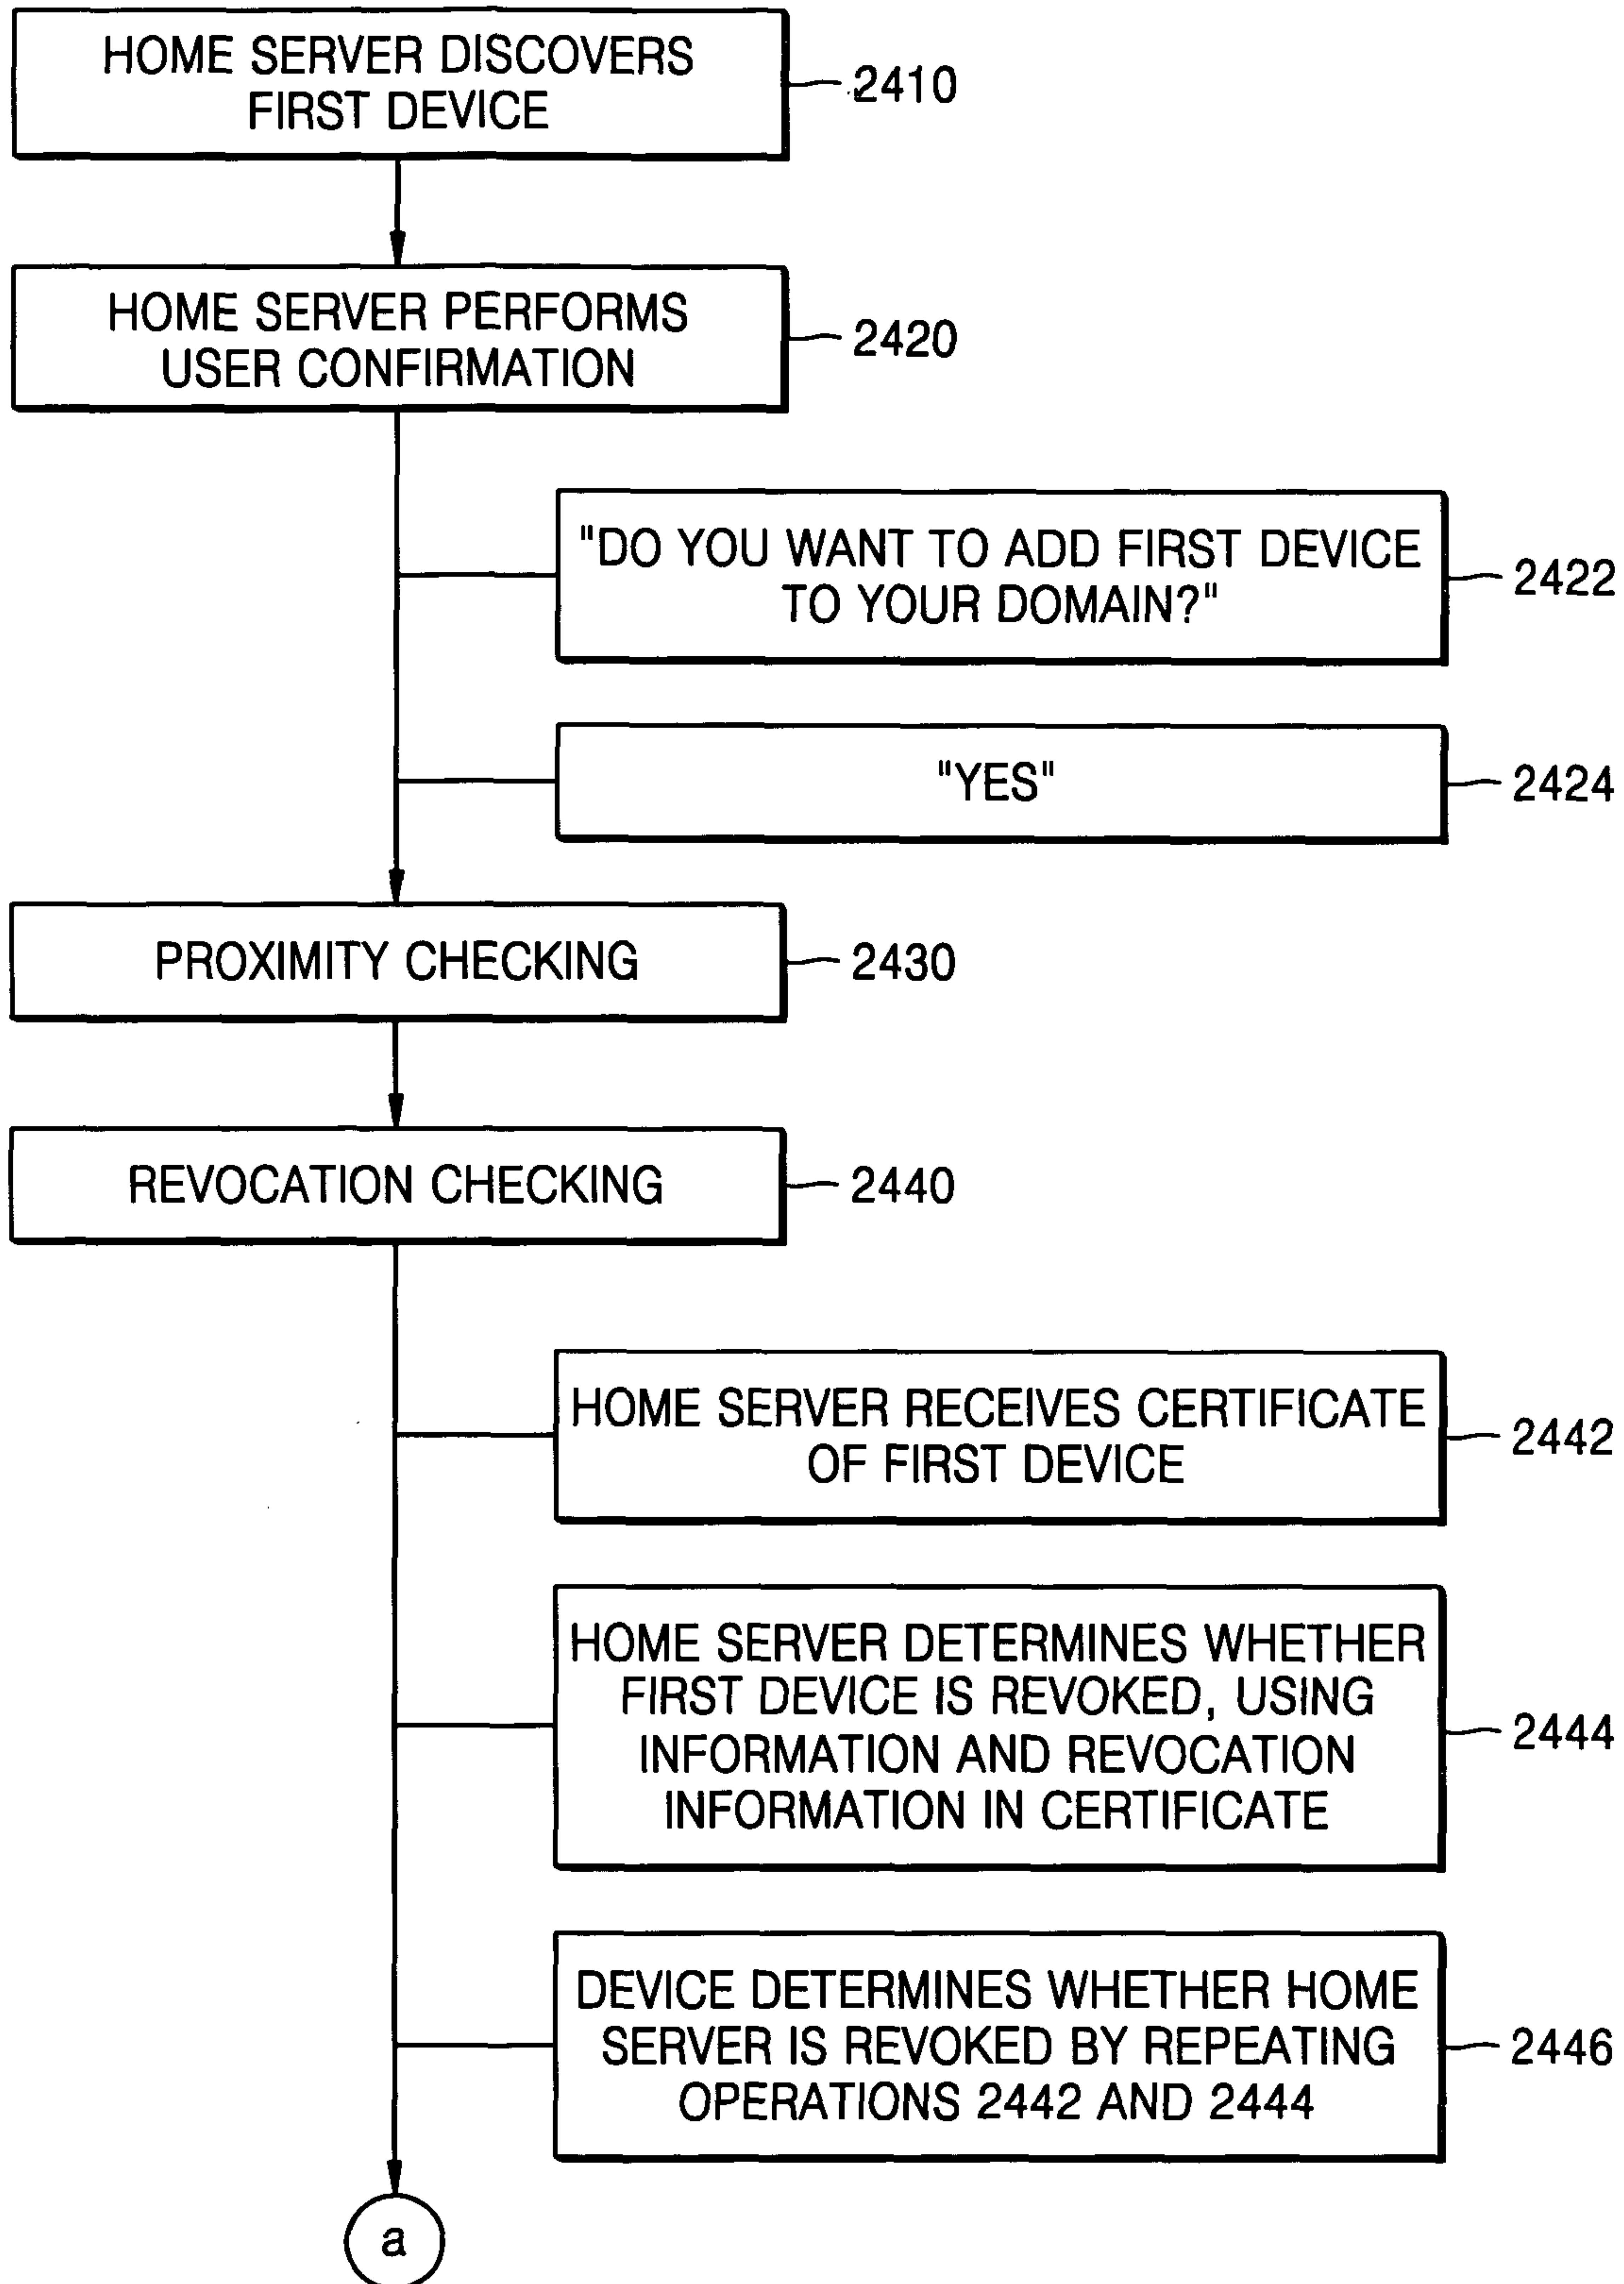 HOME SERVER DISCOVERS
FIRST DEVICE
2410
HOME SERVER PERFORMS
USER CONFIRMATION
2420
"DO YOU WANT TO ADD FIRST DEVICE
TO YOUR DOMAIN?"
2422
"YES"
2424
PROXIMITY CHECKING
2430
REVOCATION CHECKING
2440
HOME SERVER RECEIVES CERTIFICATE
OF FIRST DEVICE
2442
HOME SERVER DETERMINES WHETHER
FIRST DEVICE IS REVOKED, USING
INFORMATION AND REVOCATION
INFORMATION IN CERTIFICATE
2444
DEVICE DETERMINES WHETHER HOME
SERVER IS REVOKED BY REPEATING
OPERATIONS 2442 AND 2444
2446
a